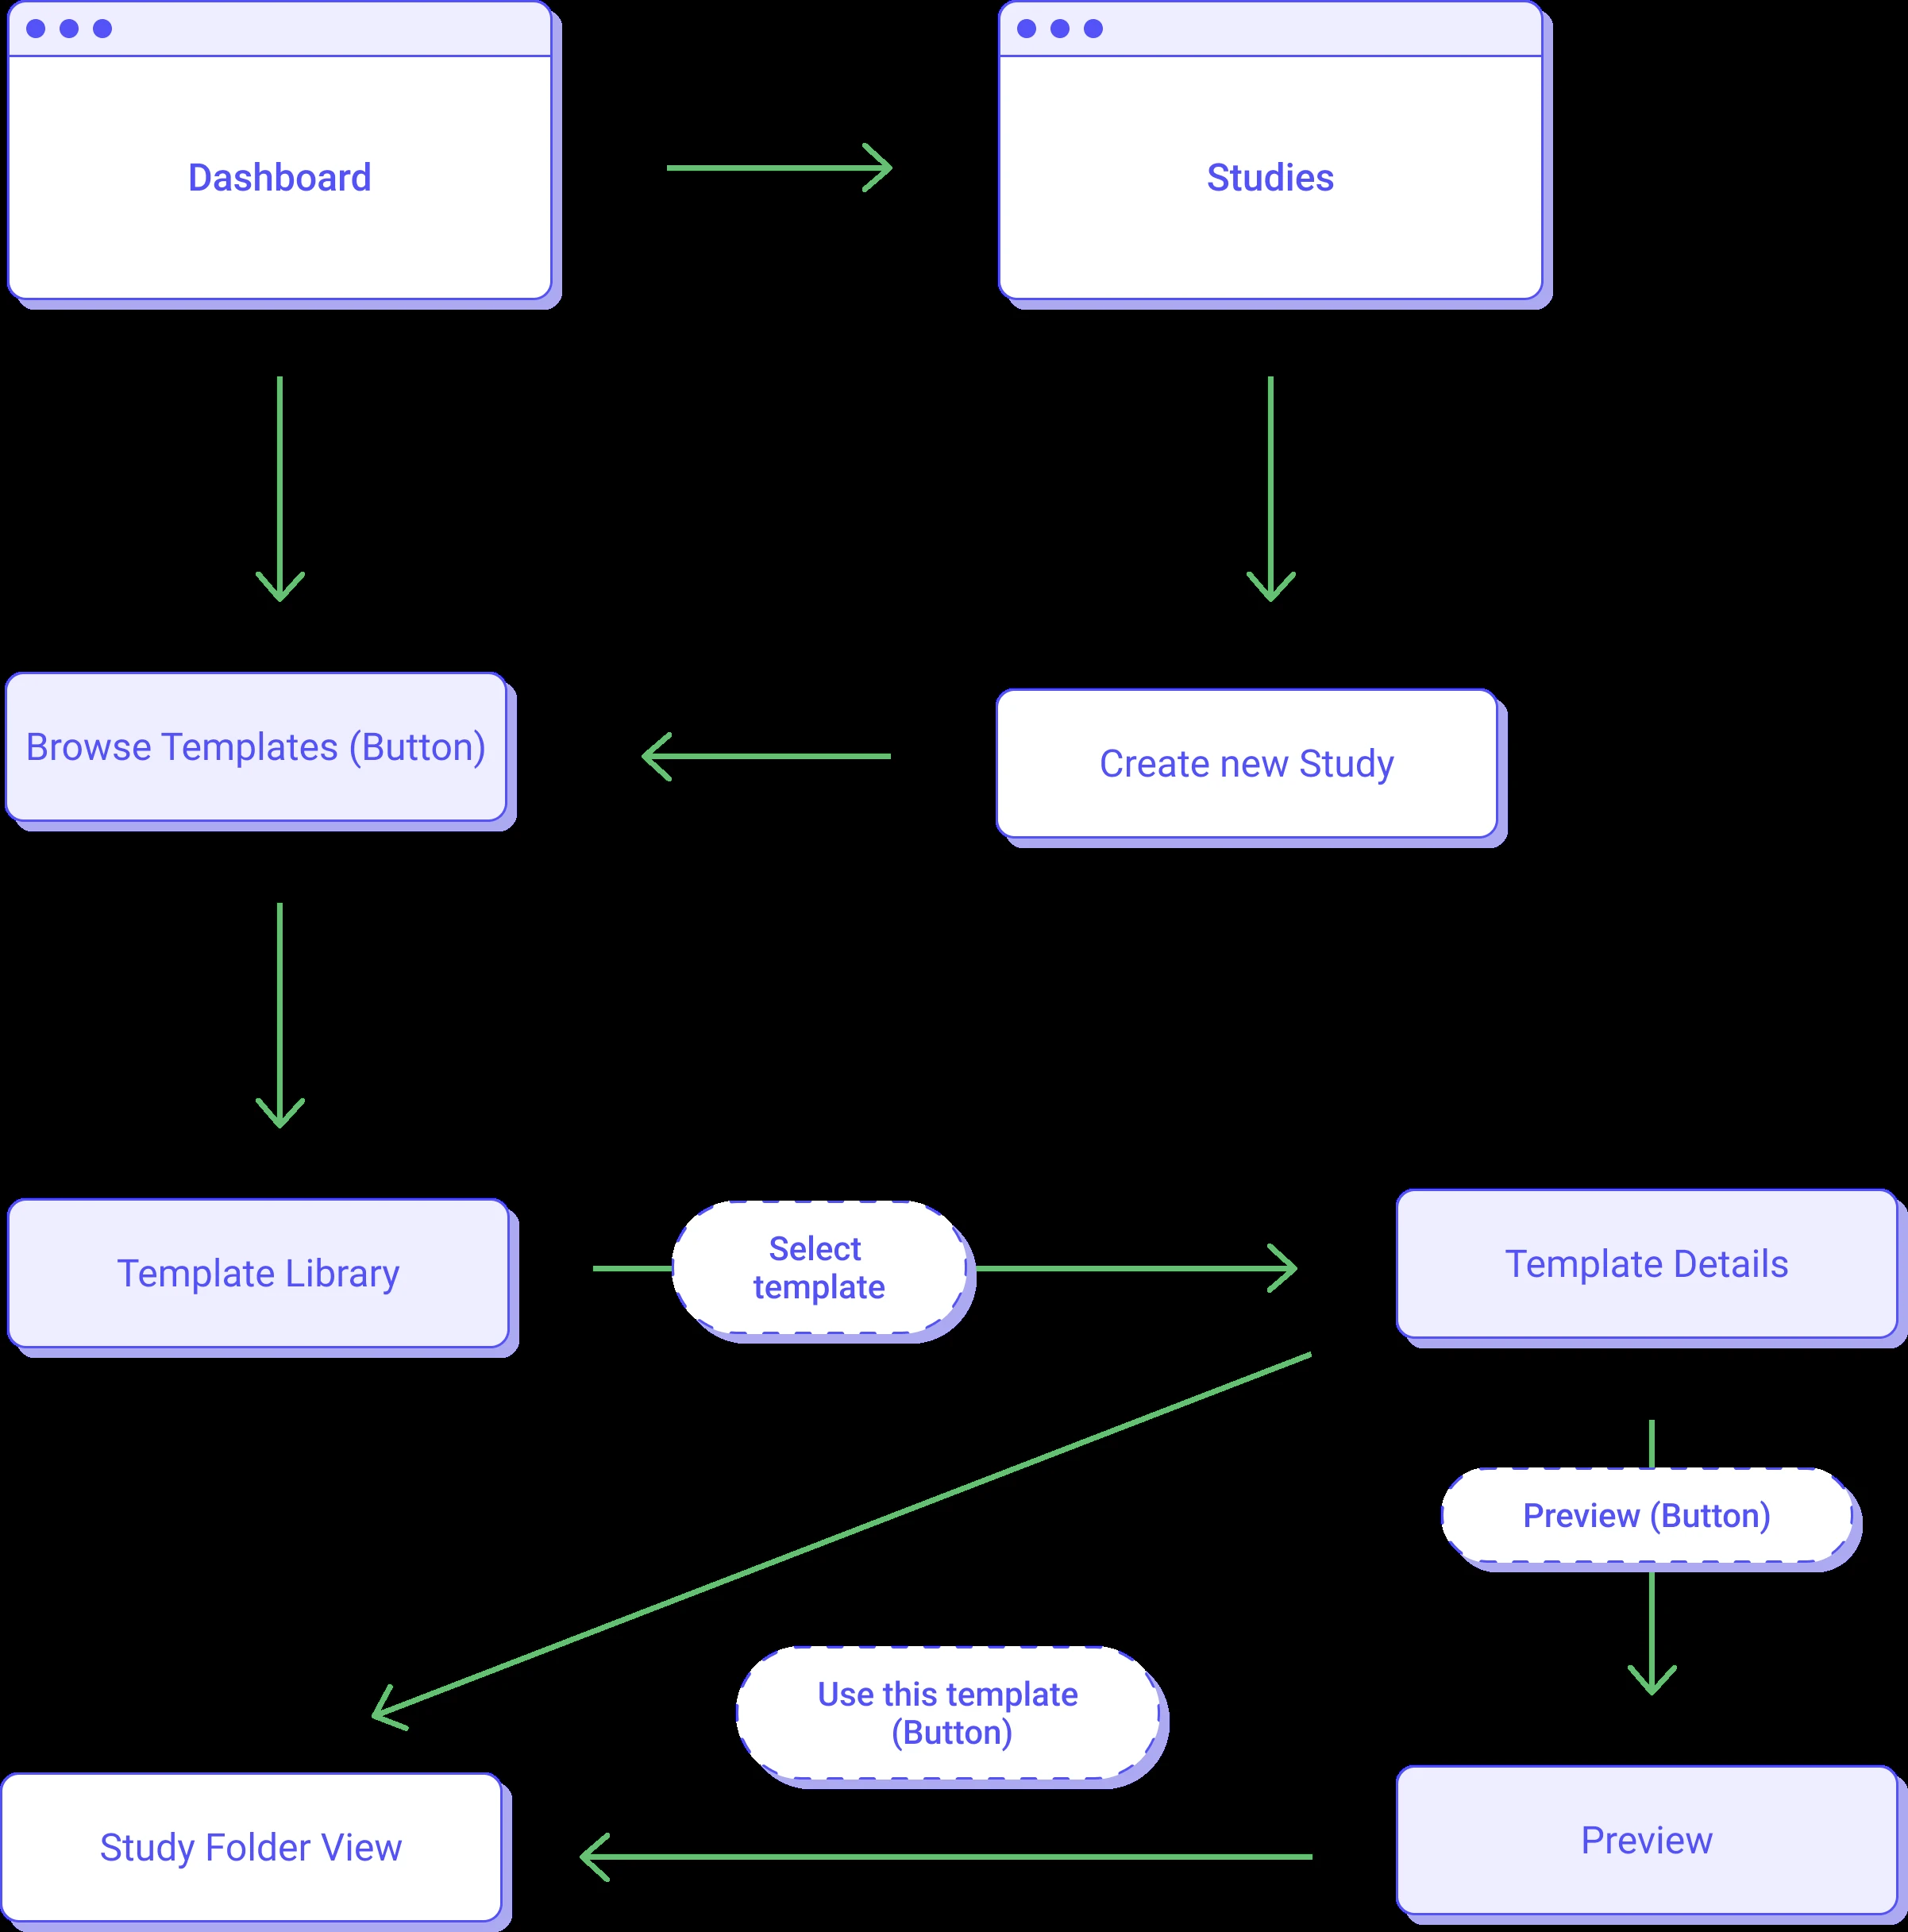 Dashboard
Studies
Browse Templates (Button)
Create new Study
Template Library
Select
template
Template Details
Preview (Button)
Use this template
(Button)
Study Folder View
Preview